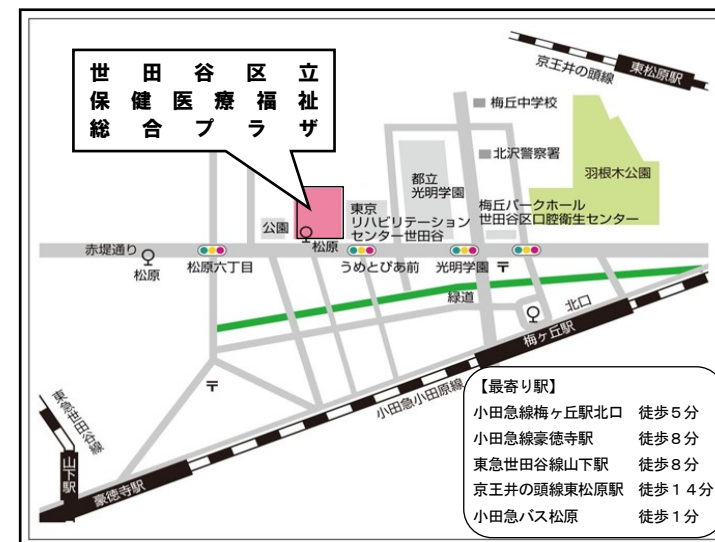 世田谷区立
保健医療福祉
総合プラザ
京王井の頭線
東松原駅
梅丘中学校
北沢警察署
羽根木公園
都立
光明学園
梅丘パークホール
世田谷区口腔衛生センター
東京
リハビリテーション
センター世田谷
公園
松原
赤堤通り
松原
松原六丁目
うめとぴあ前
光明学園
〒
緑道
北口
梅ヶ丘駅
〒
小田急小田原線
東急世田谷線
山下駅
豪徳寺駅
【最寄り駅】
小田急線梅ヶ丘駅北口 徒歩５分
小田急線豪徳寺駅 徒歩８分
東急世田谷線山下駅 徒歩８分
京王井の頭線東松原駅 徒歩１４分
小田急バス松原 徒歩１分